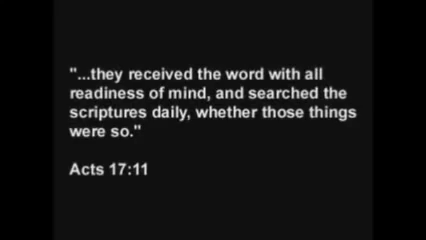 "...they received the word with all
readiness of mind, and searched the
scriptures daily, whether those things
were so."
Acts 17:11